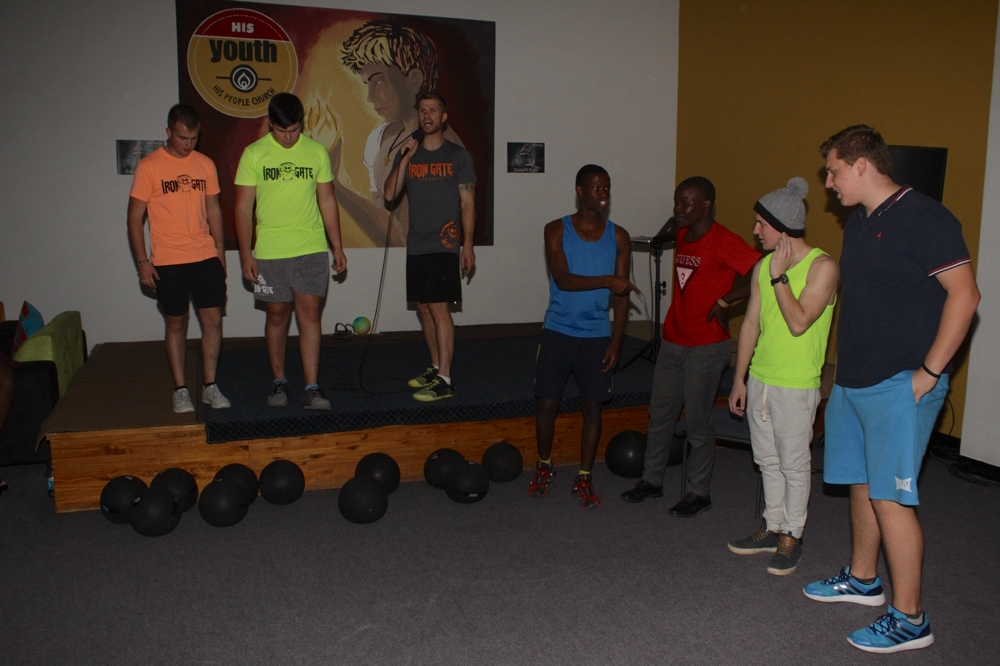 HIS
youth
HIS PEOPLE CHURCH
IRON GATE
IRON GATE
IRON GATE
GUESS
?